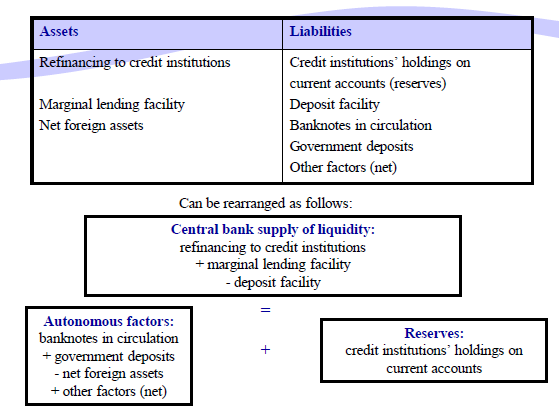 Assets
Liabilities
Refinancing to credit institutions
Credit institutions’ holdings on
current accounts (reserves)
Marginal lending facility
Deposit facility
Net foreign assets
Banknotes in circulation
Government deposits
Other factors (net)
Can be rearranged as follows:
Central bank supply of liquidity:
refinancing to credit institutions
+ marginal lending facility
- deposit facility
=
Autonomous factors:
banknotes in circulation
+ government deposits
- net foreign assets
+ other factors (net)
+
Reserves:
credit institutions’ holdings on
current accounts